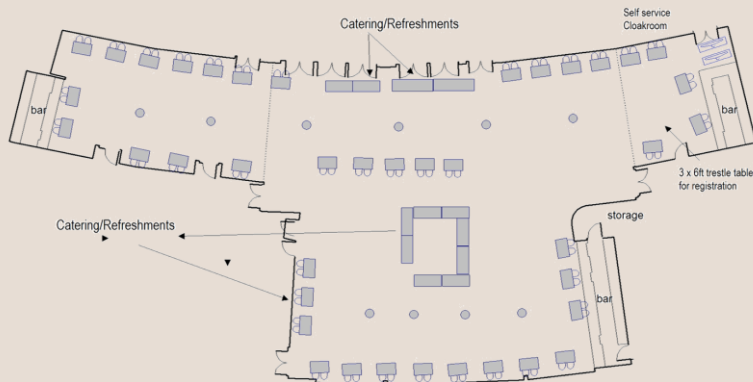 Catering/Refreshments
Self service
Cloakroom
bar
bar
3 x 6ft trestle table
for registration
storage
Catering/Refreshments
bar